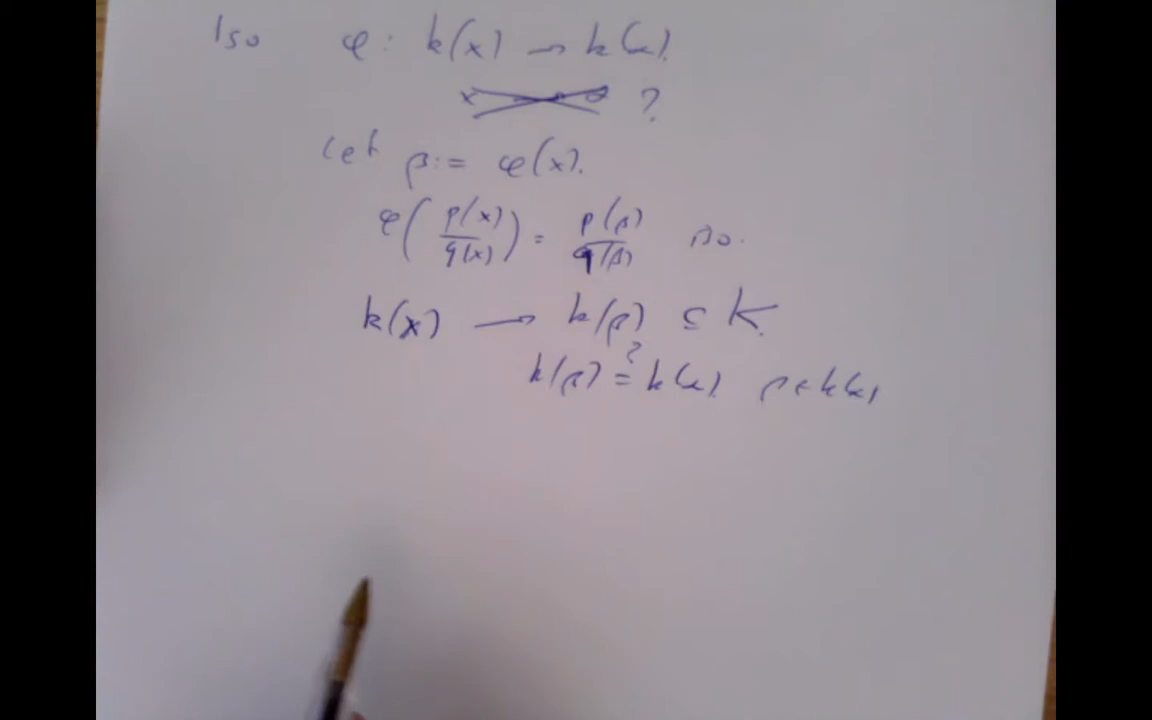 Iso φ: k(x) → k(α).
x → α ?
Let β := φ(x).
φ(p(x)/q(x)) = p(β)/q(β) so.
k(x) → k(β) ⊆ K.
k(β) ?= k(α). β ∈ k(α)